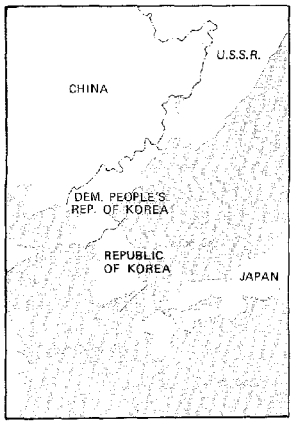 U.S.S.R.
CHINA
DEM. PEOPLE'S
REP. OF KOREA
REPUBLIC
OF KOREA
JAPAN